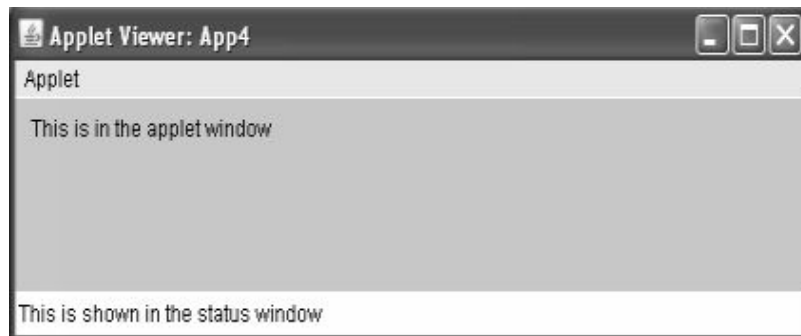 Applet Viewer: App4
Applet
This is in the applet window
This is shown in the status window